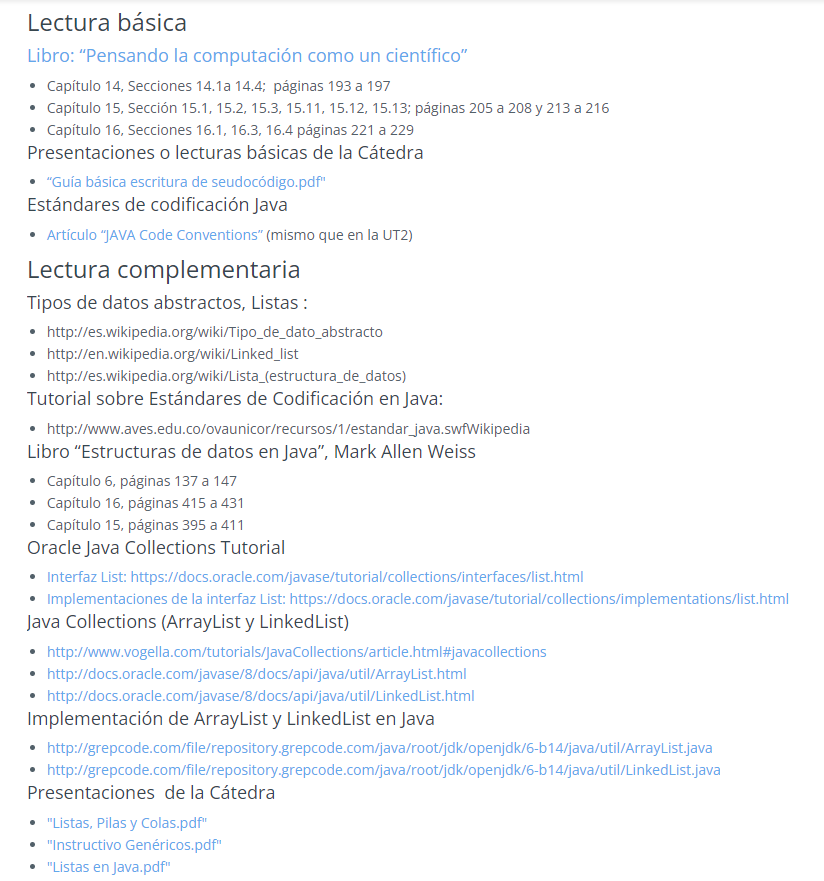 Lectura básica
Libro: “Pensando la computación como un científico”
Capítulo 14, Secciones 14.1a 14.4;  páginas 193 a 197
Capítulo 15, Sección 15.1, 15.2, 15.3, 15.11, 15.12, 15.13; páginas 205 a 208 y 213 a 216
Capítulo 16, Secciones 16.1, 16.3, 16.4 páginas 221 a 229
Presentaciones o lecturas básicas de la Cátedra
“Guía básica escritura de seudocódigo.pdf"
Estándares de codificación Java
Artículo “JAVA Code Conventions” (mismo que en la UT2)
Lectura complementaria
Tipos de datos abstractos, Listas :
http://es.wikipedia.org/wiki/Tipo_de_dato_abstracto
http://en.wikipedia.org/wiki/Linked_list
http://es.wikipedia.org/wiki/Lista_(estructura_de_datos)
Tutorial sobre Estándares de Codificación en Java:
http://www.aves.edu.co/ovaunicor/recursos/1/estandar_java.swfWikipedia
Libro “Estructuras de datos en Java”, Mark Allen Weiss
Capítulo 6, páginas 137 a 147
Capítulo 16, páginas 415 a 431
Capítulo 15, páginas 395 a 411
Oracle Java Collections Tutorial
Interfaz List: https://docs.oracle.com/javase/tutorial/collections/interfaces/list.html
Implementaciones de la interfaz List: https://docs.oracle.com/javase/tutorial/collections/implementations/list.html
Java Collections (ArrayList y LinkedList)
http://www.vogella.com/tutorials/JavaCollections/article.html#javacollections
http://docs.oracle.com/javase/8/docs/api/java/util/ArrayList.html
http://docs.oracle.com/javase/8/docs/api/java/util/LinkedList.html
Implementación de ArrayList y LinkedList en Java
http://grepcode.com/file/repository.grepcode.com/java/root/jdk/openjdk/6-b14/java/util/ArrayList.java
http://grepcode.com/file/repository.grepcode.com/java/root/jdk/openjdk/6-b14/java/util/LinkedList.java
Presentaciones  de la Cátedra
"Listas, Pilas y Colas.pdf"
"Instructivo Genéricos.pdf"
"Listas en Java.pdf"